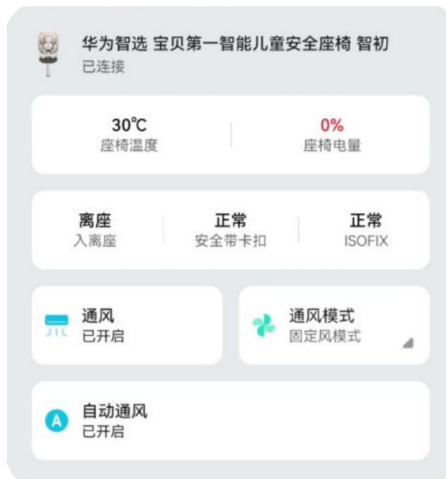 华为智选 宝贝第一智能儿童安全座椅 智初
已连接
30℃ 0%
座椅温度 座椅电量
离座 正常 正常
入离座 安全带卡扣 ISOFIX
通风 通风模式
已开启 固定风模式
A 自动通风
已开启